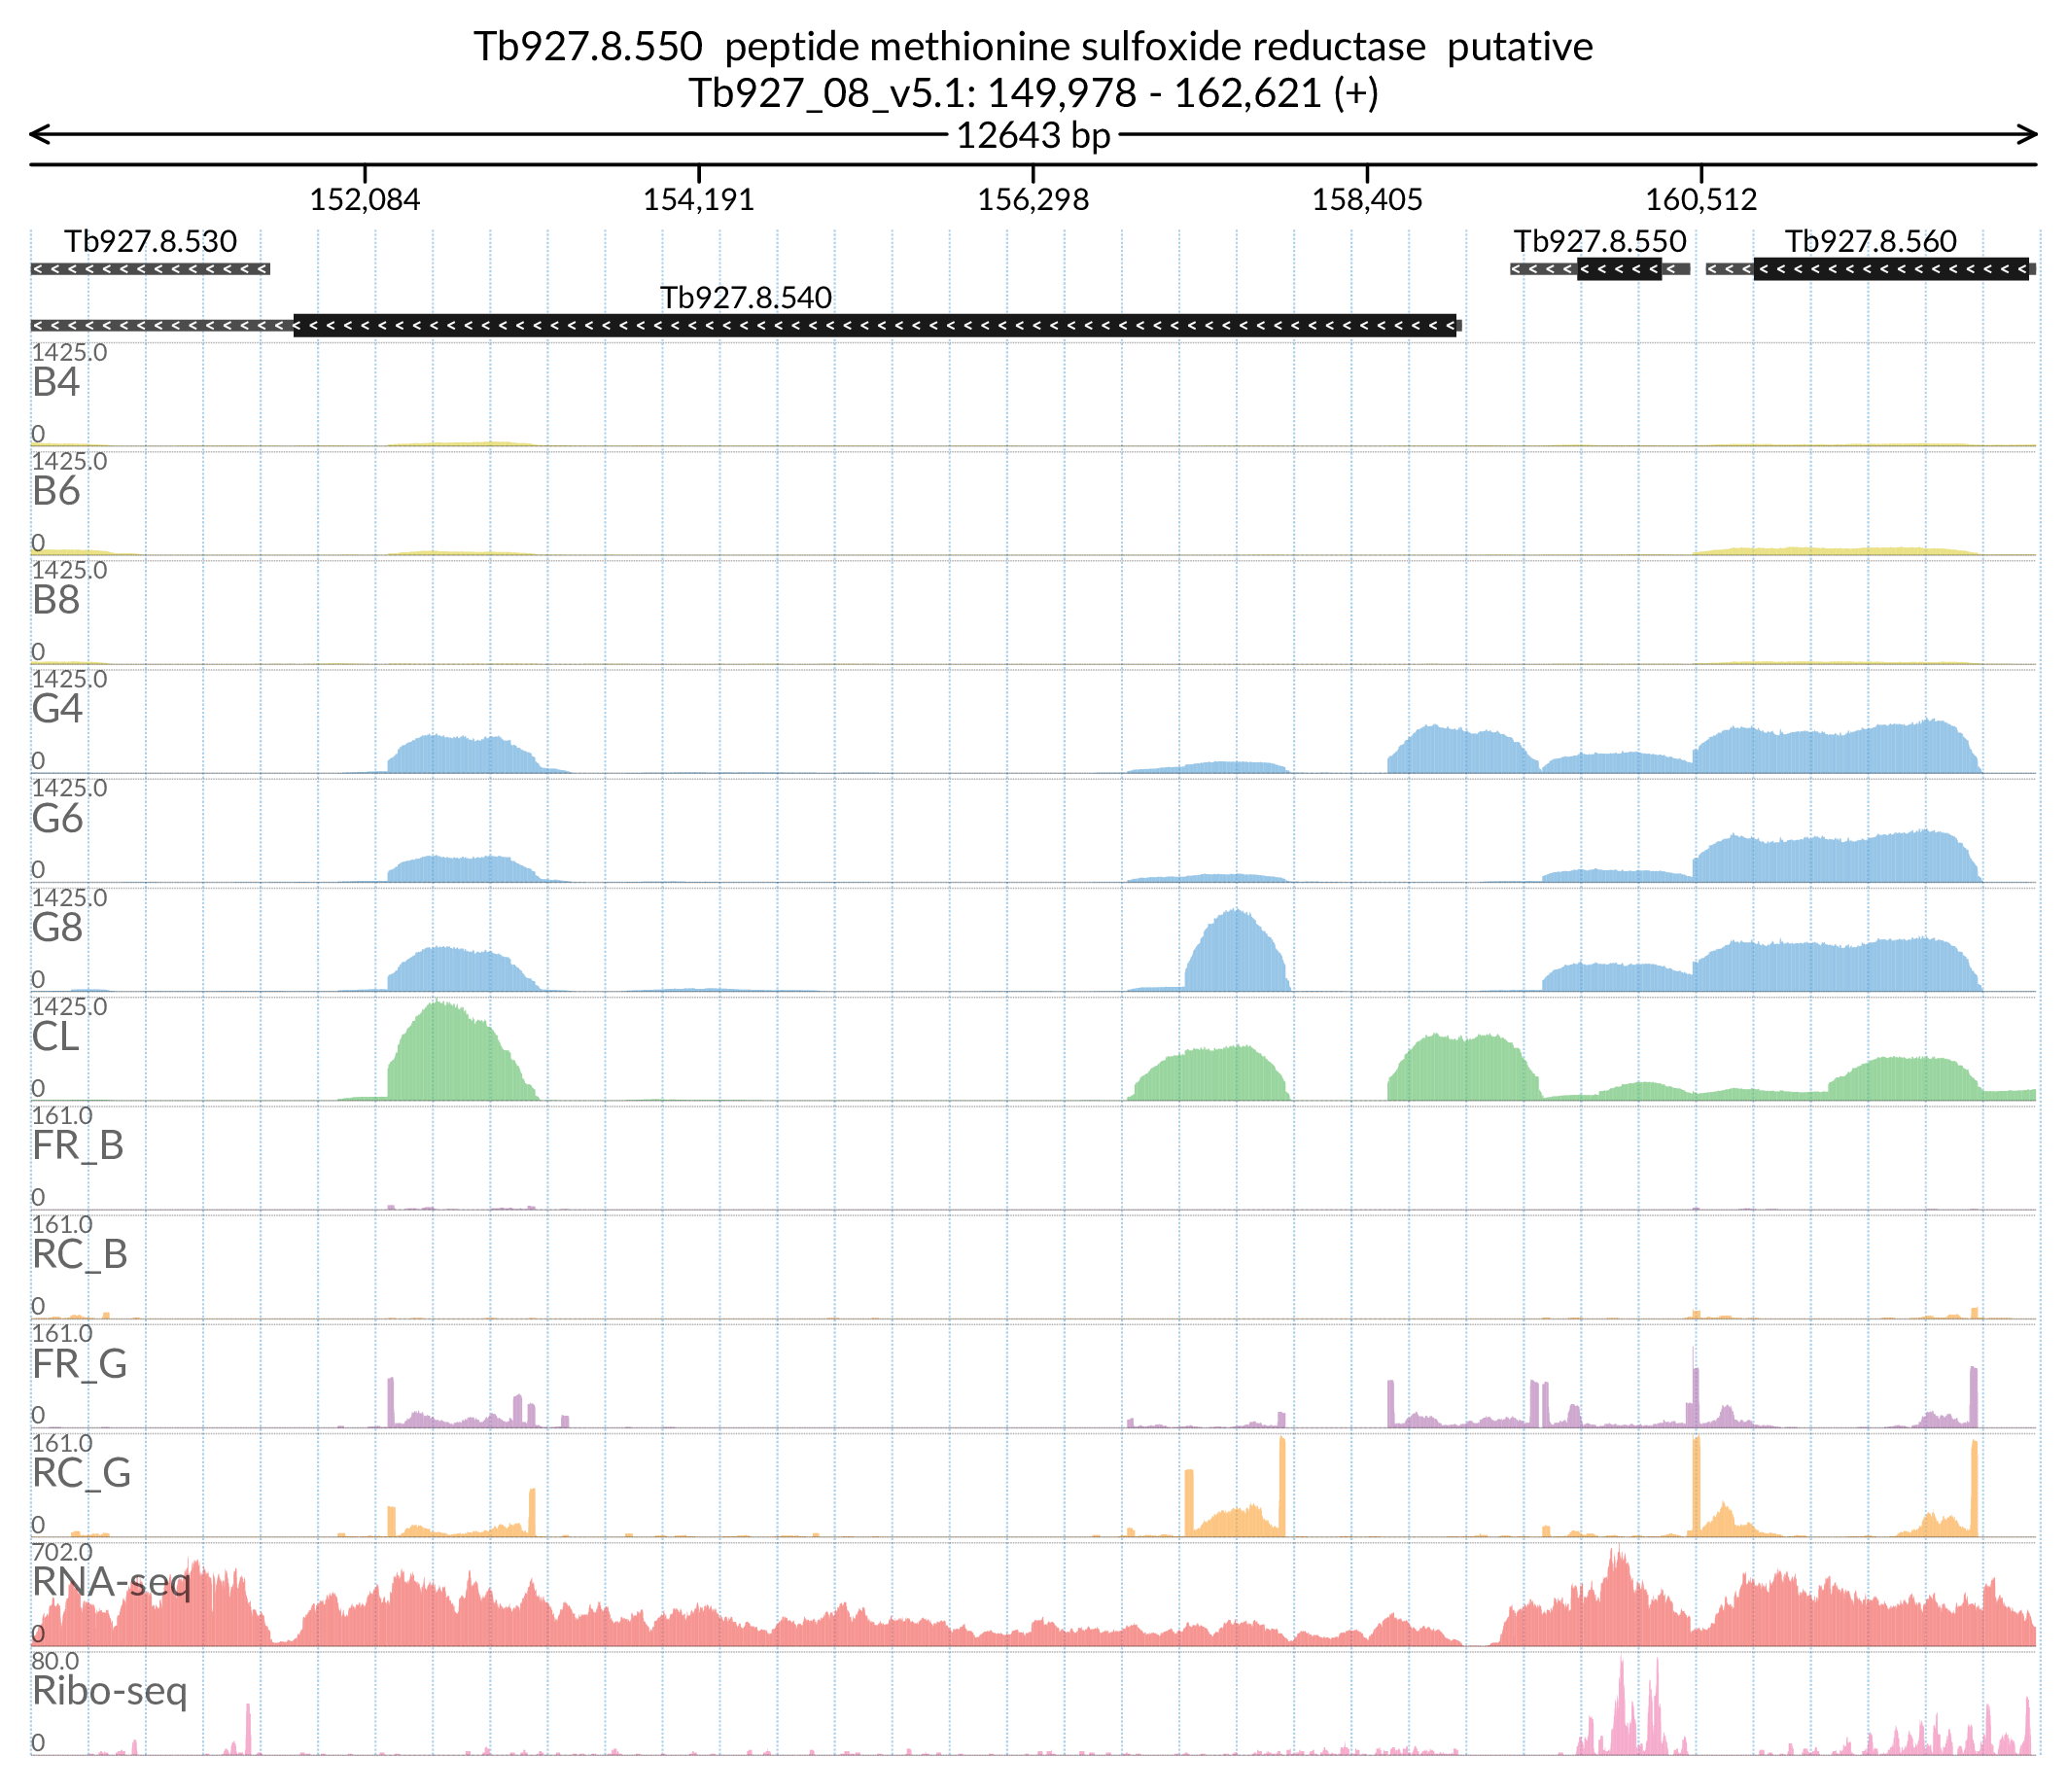 Tb927.8.550 peptide methionine sulfoxide reductase putative
Tb927_08_v5.1: 149,978 - 162,621 (+)
12643 bp
152,084 154,191 156,298 158,405 160,512
Tb927.8.530 Tb927.8.550 Tb927.8.560
Tb927.8.540
1425.0
B4
0
1425.0
B6
0
1425.0
B8
0
1425.0
G4
0
1425.0
G6
0
1425.0
G8
0
1425.0
CL
0
161.0
FR_B
0
161.0
RC_B
0
161.0
FR_G
0
161.0
RC_G
0
702.0
RNA-seq
0
80.0
Ribo-seq
0